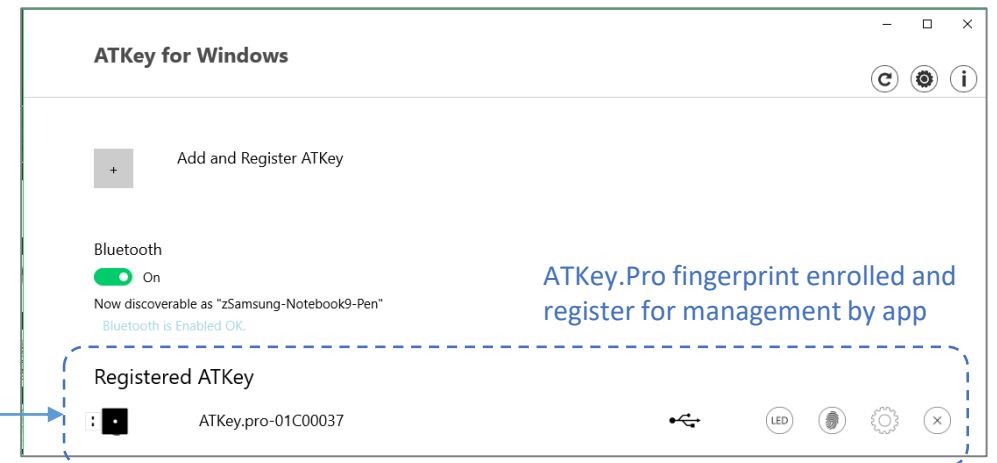 ATKey for Windows
+
Add and Register ATKey
Bluetooth
On
Now discoverable as "zSamsung-Notebook9-Pen"
Bluetooth is Enabled OK.
ATKey.Pro fingerprint enrolled and
register for management by app
Registered ATKey
ATKey.pro-01C00037
LED